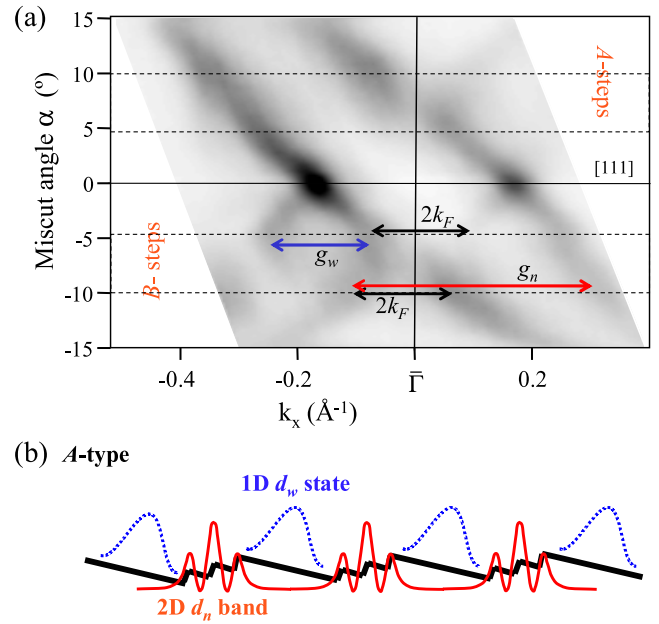 (a)
15
10
5
0
-5
-10
-15
Miscut angle α (º)
A-steps
[111]
B- steps
2k_F
g_w
g_n
2k_F
-0.4
-0.2
Γ̄
0.2
k_x (Å⁻¹)
(b) A-type
1D d_w state
2D d_n band